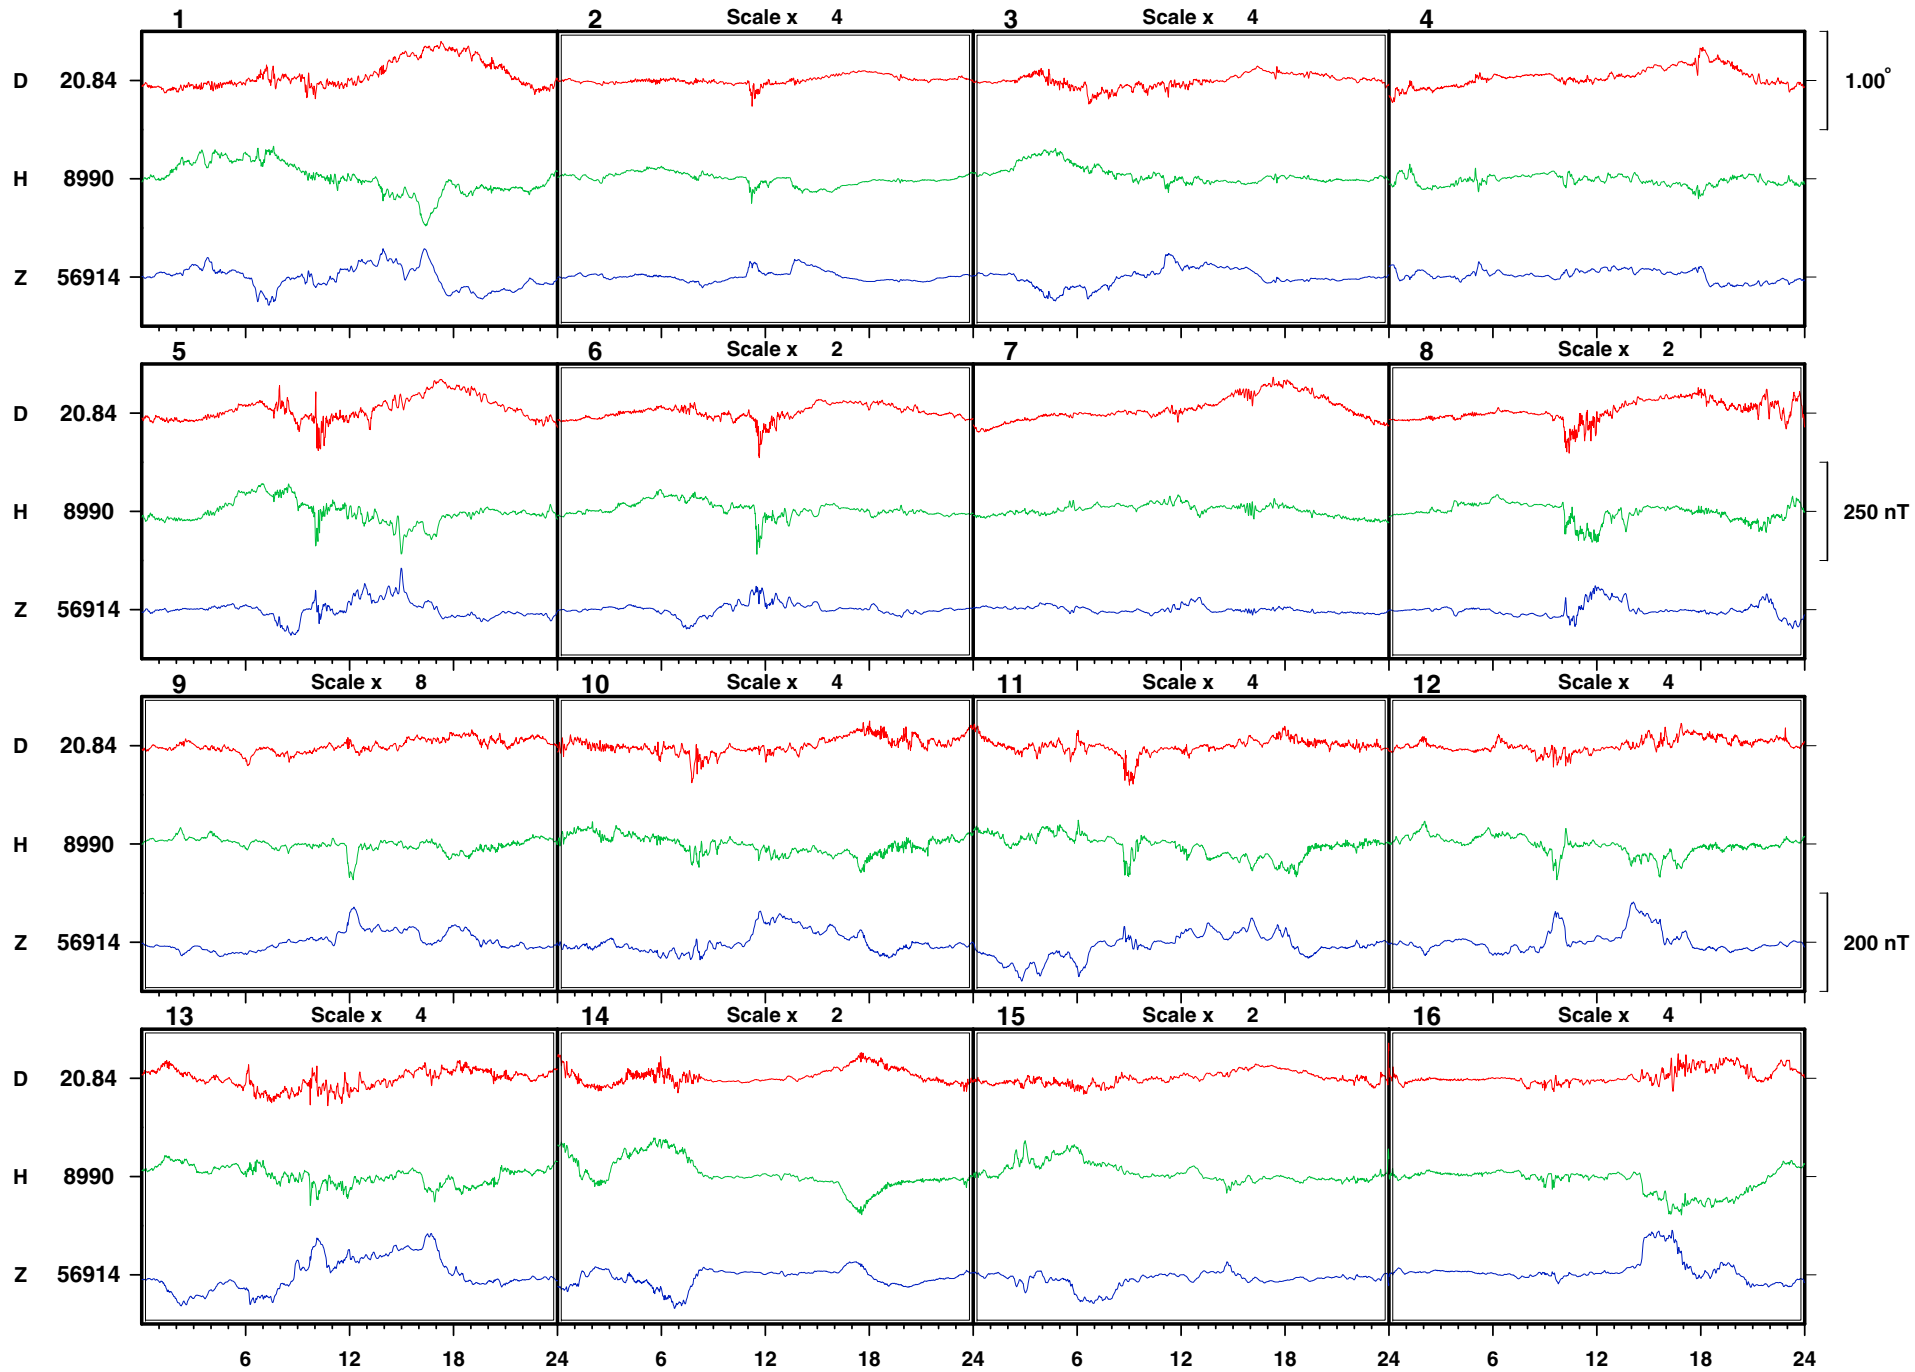 1 2 Scale x 4 3 Scale x 4 4
D 20.84 1.00°
H 8990
Z 56914
5 6 Scale x 2 7 8 Scale x 2
D 20.84
H 8990 250 nT
Z 56914
9 Scale x 8 10 Scale x 4 11 Scale x 4 12 Scale x 4
D 20.84
H 8990
Z 56914 200 nT
13 Scale x 4 14 Scale x 2 15 Scale x 2 16 Scale x 4
D 20.84
H 8990
Z 56914
6 12 18 24 6 12 18 24 6 12 18 24 6 12 18 24